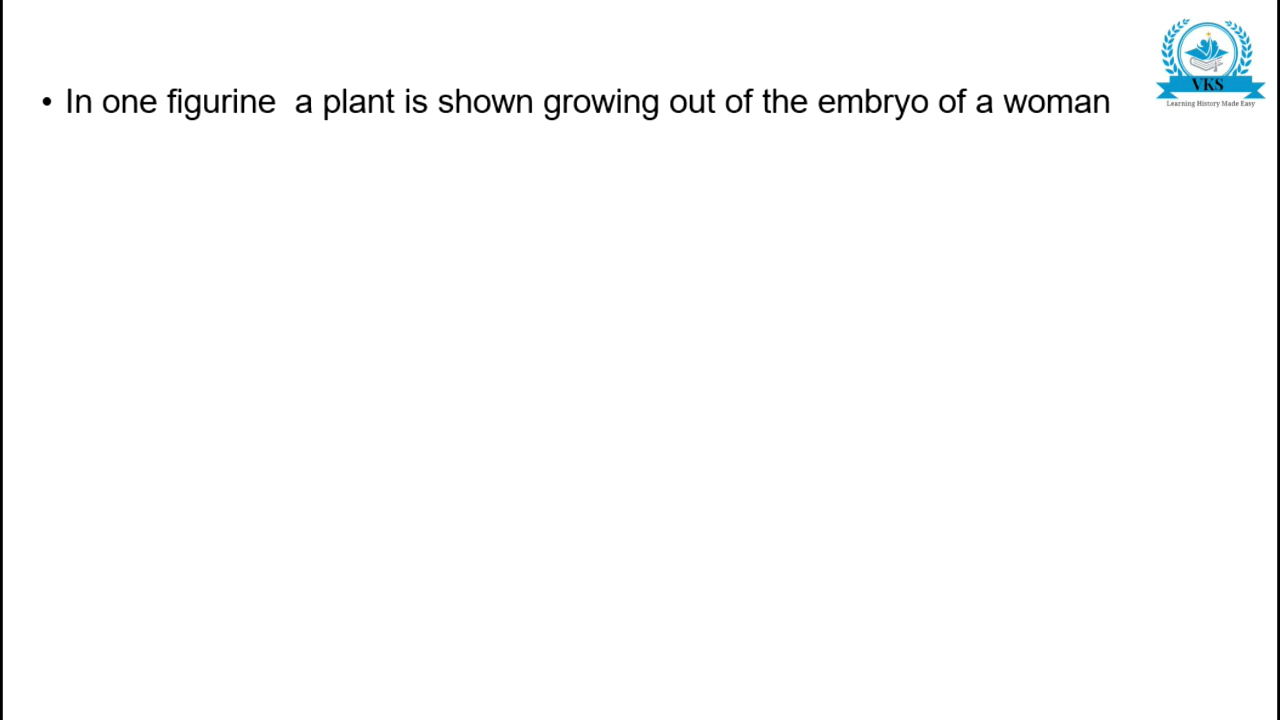 • In one figurine  a plant is shown growing out of the embryo of a woman
VKS
Learning History Made Easy